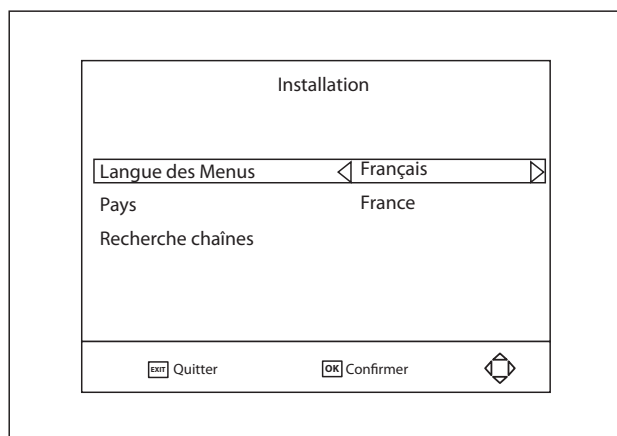 Installation
Langue des Menus Français
Pays France
Recherche chaînes
EXIT Quitter OK Confirmer